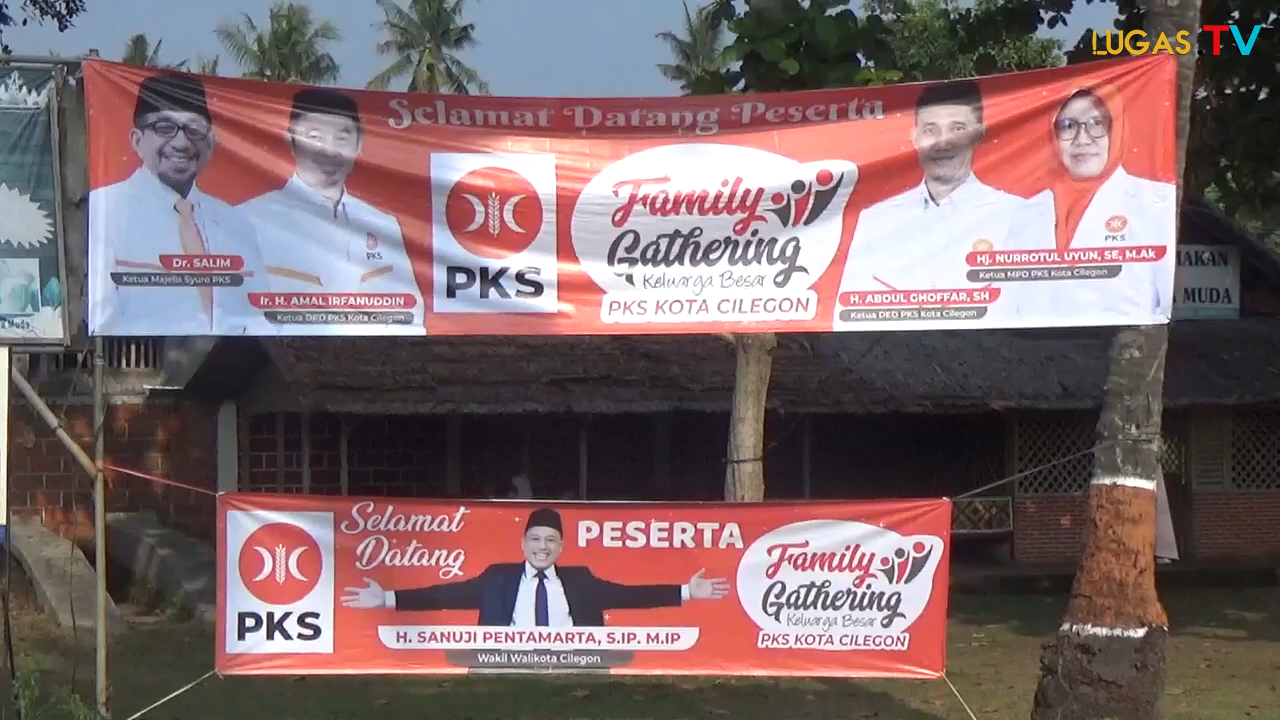 LUGAS TV
Selamat Datang Peserta
Dr. SALIM
Ketua Majelis Syuro PKS
Ir. H. AMAL IRFANUDDIN
Ketua DPD PKS Kota Cilegon
PKS
PKS
Family
Gathering
Keluarga Besar
PKS KOTA CILEGON
H. ABDUL GHOFFAR, SH
Ketua DED PKS Kota Cilegon
PKS
Hj. NURROTUL UYUN, SE, M.Ak
Ketua MPD PKS Kota Cilegon
MAKAN
MUDA
PKS
Selamat
Datang
PESERTA
H. SANUJI PENTAMARTA, S.IP. M.IP
Wakil Walikota Cilegon
Family
Gathering
Keluarga Besar
PKS KOTA CILEGON